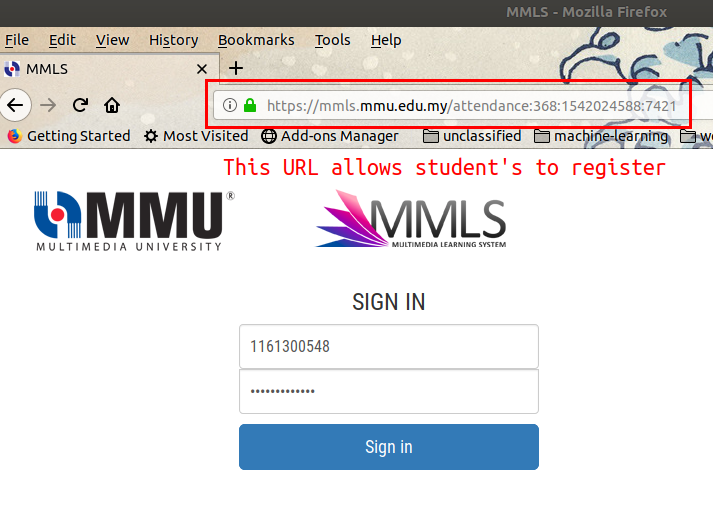 MMLS - Mozilla Firefox
File Edit View History Bookmarks Tools Help
MMLS
https://mmls.mmu.edu.my/attendance:368:1542024588:7421
Getting Started Most Visited Add-ons Manager unclassified machine-learning
This URL allows student's to register
MMU®
MULTIMEDIA UNIVERSITY
MMLS
MULTIMEDIA LEARNING SYSTEM
SIGN IN
1161300548
•••••••••••••
Sign in